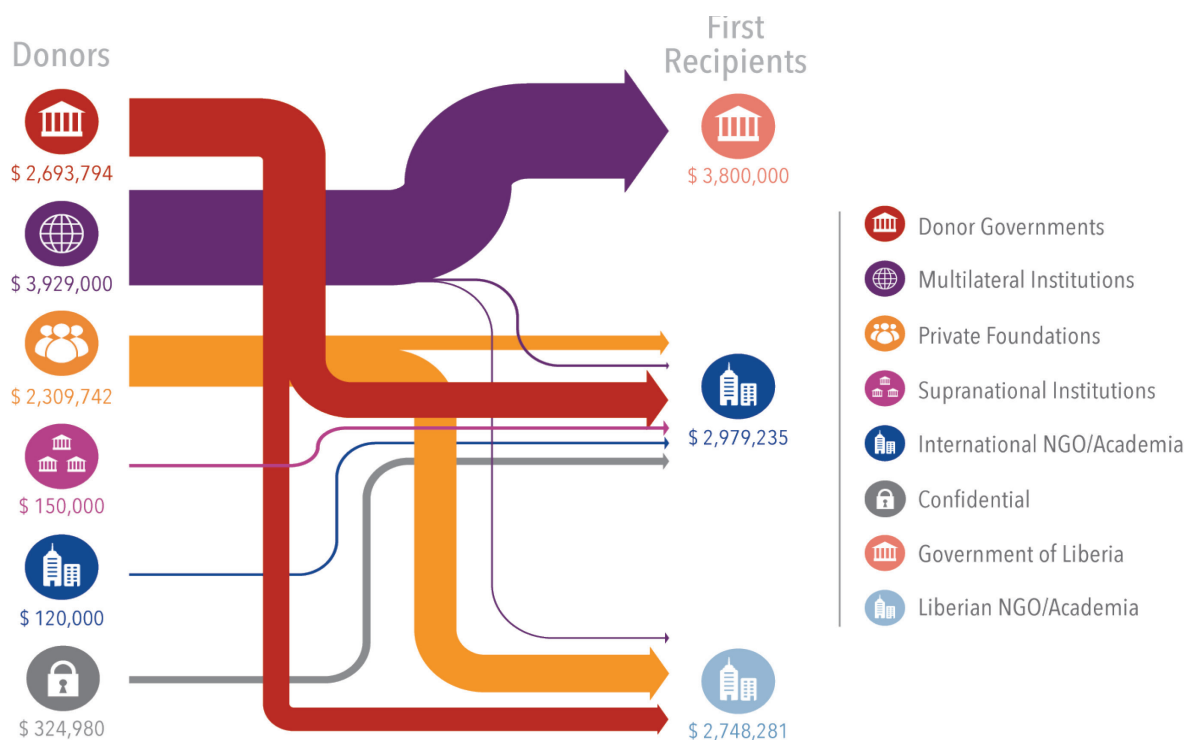 Donors
First
Recipients
$ 2,693,794
$ 3,929,000
$ 2,309,742
$ 150,000
$ 120,000
$ 324,980
$ 3,800,000
$ 2,979,235
$ 2,748,281
Donor Governments
Multilateral Institutions
Private Foundations
Supranational Institutions
International NGO/Academia
Confidential
Government of Liberia
Liberian NGO/Academia